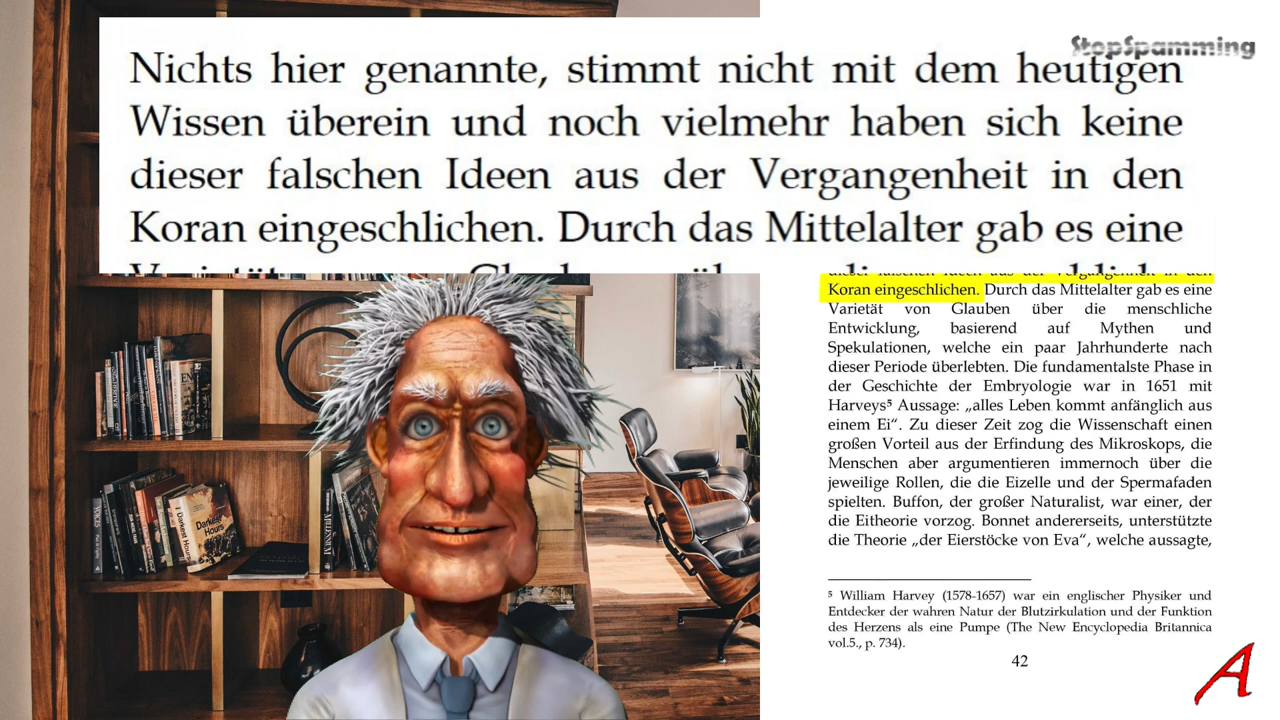 StopSpamming
Nichts hier genannte, stimmt nicht mit dem heutigen
Wissen überein und noch vielmehr haben sich keine
dieser falschen Ideen aus der Vergangenheit in den
Koran eingeschlichen. Durch das Mittelalter gab es eine
Koran eingeschlichen. Durch das Mittelalter gab es eine
Varietät von Glauben über die menschliche
Entwicklung, basierend auf Mythen und
Spekulationen, welche ein paar Jahrhunderte nach
dieser Periode überlebten. Die fundamentalste Phase in
der Geschichte der Embryologie war in 1651 mit
Harveys⁵ Aussage: „alles Leben kommt anfänglich aus
einem Ei“. Zu dieser Zeit zog die Wissenschaft einen
großen Vorteil aus der Erfindung des Mikroskops, die
Menschen aber argumentieren immernoch über die
jeweilige Rollen, die die Eizelle und der Spermafaden
spielten. Buffon, der großer Naturalist, war einer, der
die Eitheorie vorzog. Bonnet andererseits, unterstützte
die Theorie „der Eierstöcke von Eva“, welche aussagte,
⁵ William Harvey (1578-1657) war ein englischer Physiker und
Entdecker der wahren Natur der Blutzirkulation und der Funktion
des Herzens als eine Pumpe (The New Encyclopedia Britannica
vol.5., p. 734).
42
Darkest
Hours
MILLENNIUM
A